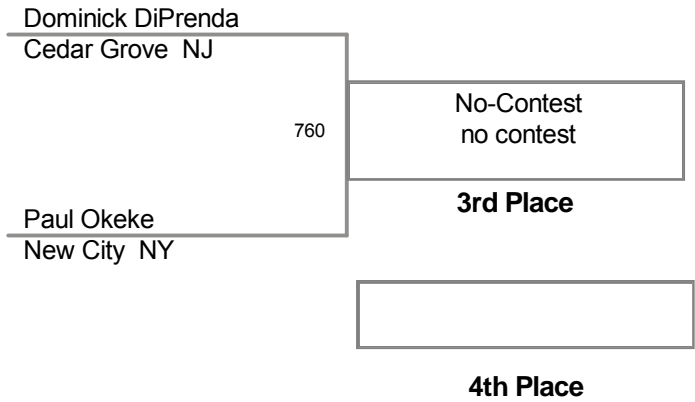 Dominick DiPrenda
Cedar Grove NJ
No-Contest
no contest
760
3rd Place
Paul Okeke
New City NY
4th Place